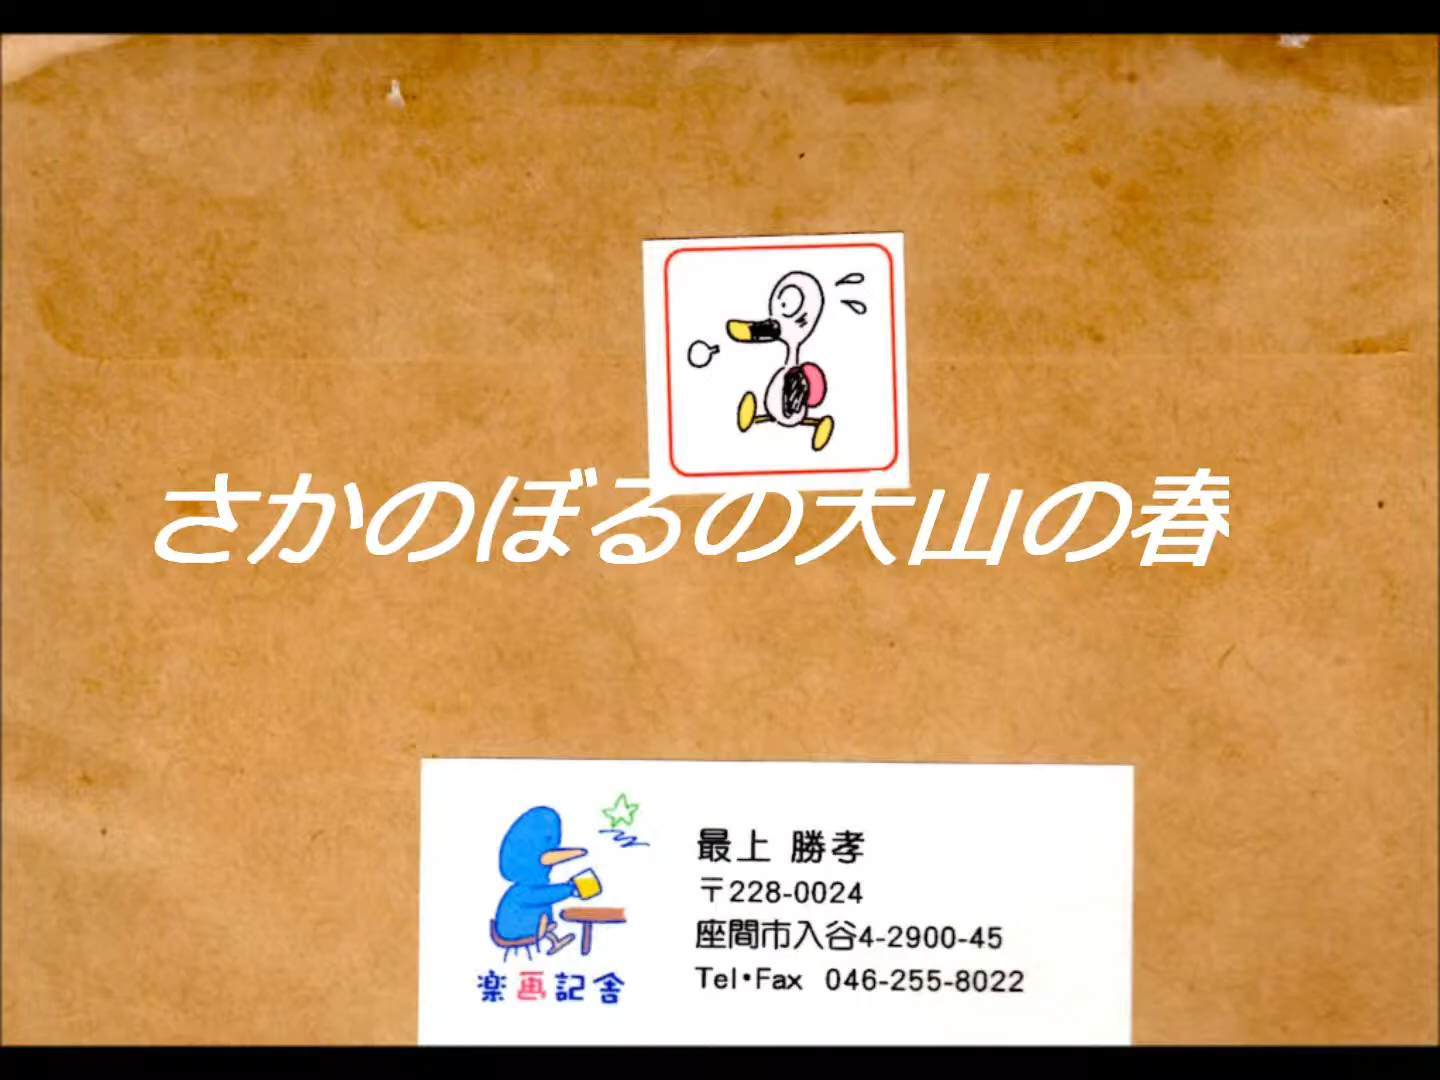 さかのぼるの大山の春
楽画記舎
最上 勝孝
〒228-0024
座間市入谷4-2900-45
Tel•Fax 046-255-8022